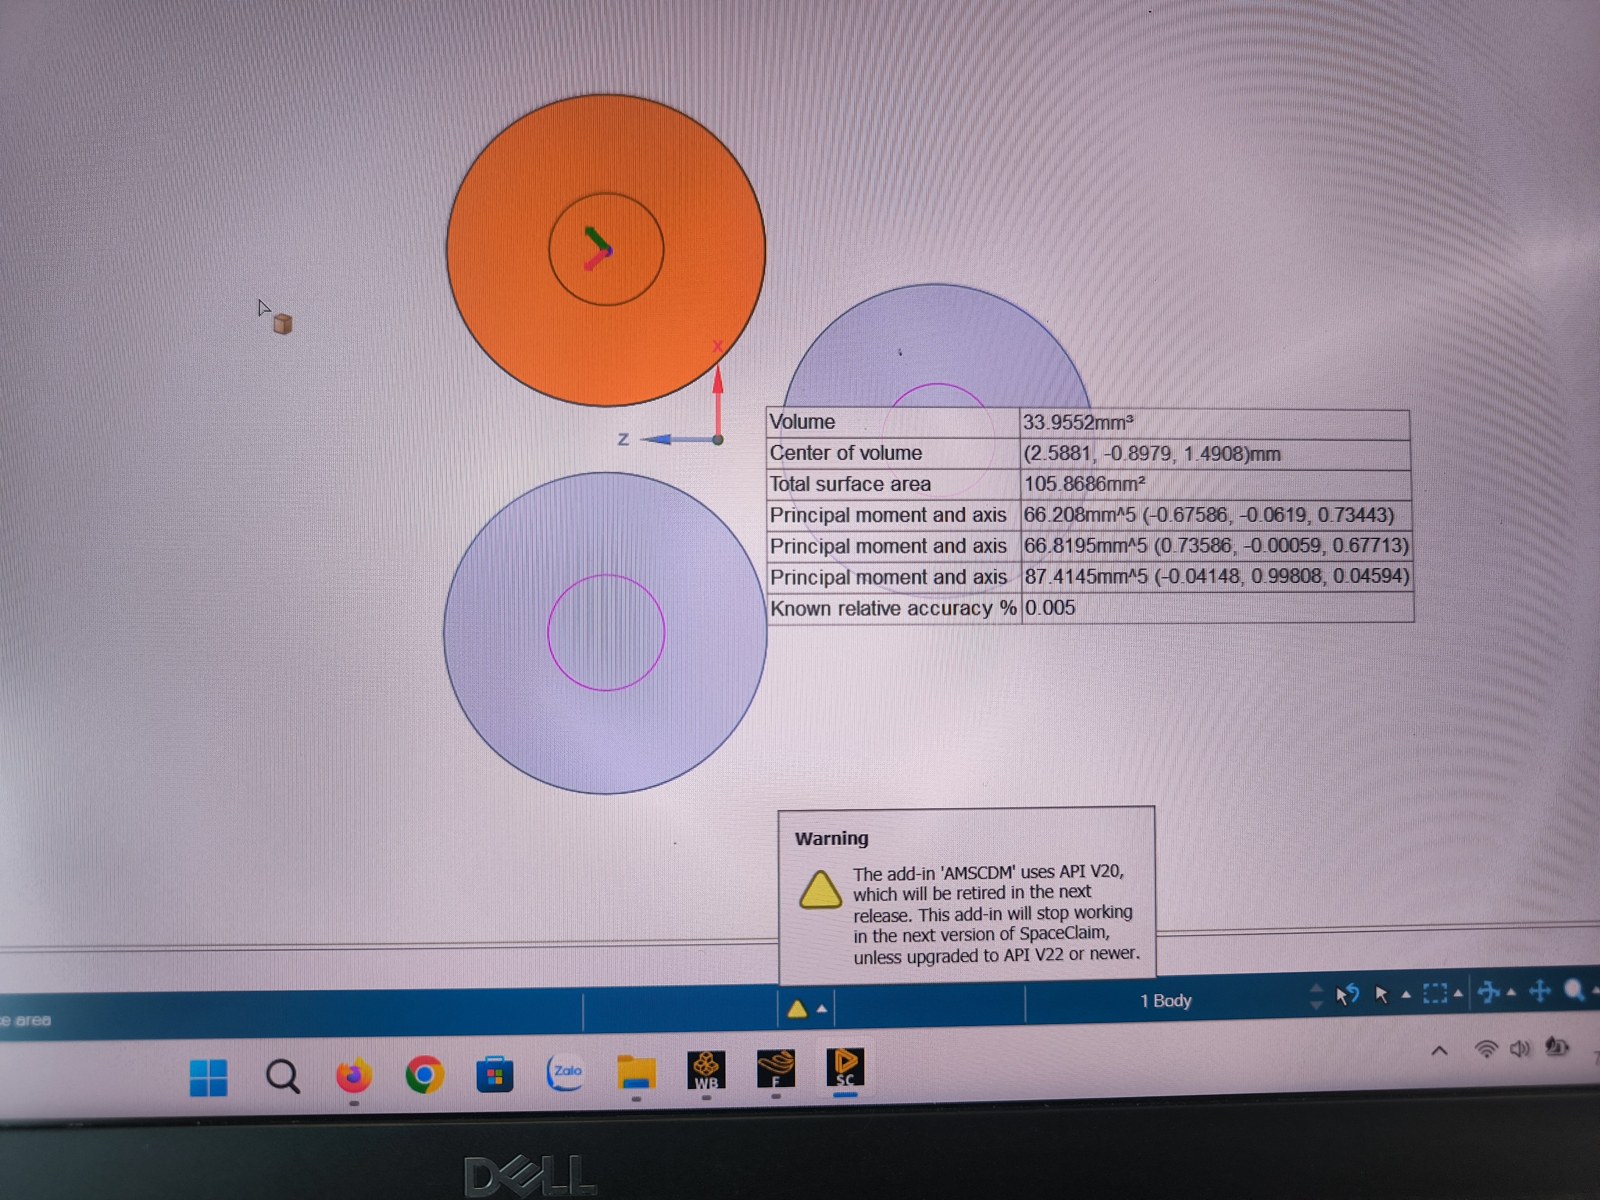 X
Z
Volume 33.9552mm³
Center of volume (2.5881, -0.8979, 1.4908)mm
Total surface area 105.8686mm²
Principal moment and axis 66.208mm^5 (-0.67586, -0.0619, 0.73443)
Principal moment and axis 66.8195mm^5 (0.73586, -0.00059, 0.67713)
Principal moment and axis 87.4145mm^5 (-0.04148, 0.99808, 0.04594)
Known relative accuracy % 0.005
Warning
The add-in 'AMSCDM' uses API V20,
which will be retired in the next
release. This add-in will stop working
in the next version of SpaceClaim,
unless upgraded to API V22 or newer.
1 Body
area
Zalo
WB
F
SC
DELL